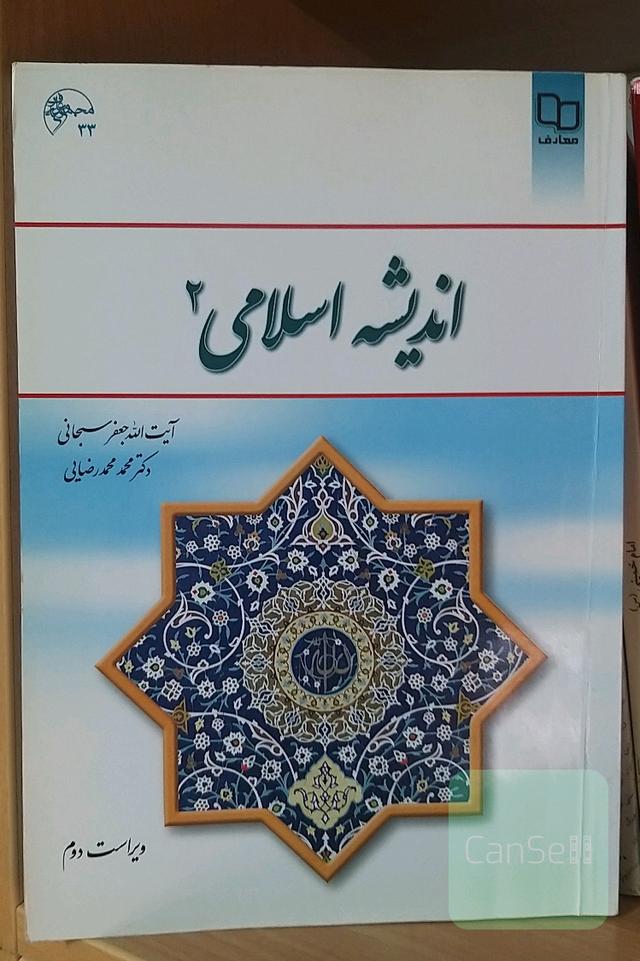 معارف
۳۳
اندیشه اسلامی ۲
آیت الله جعفر سبحانی
دکتر محمد محمدرضایی
ویراست دوم
CanSell